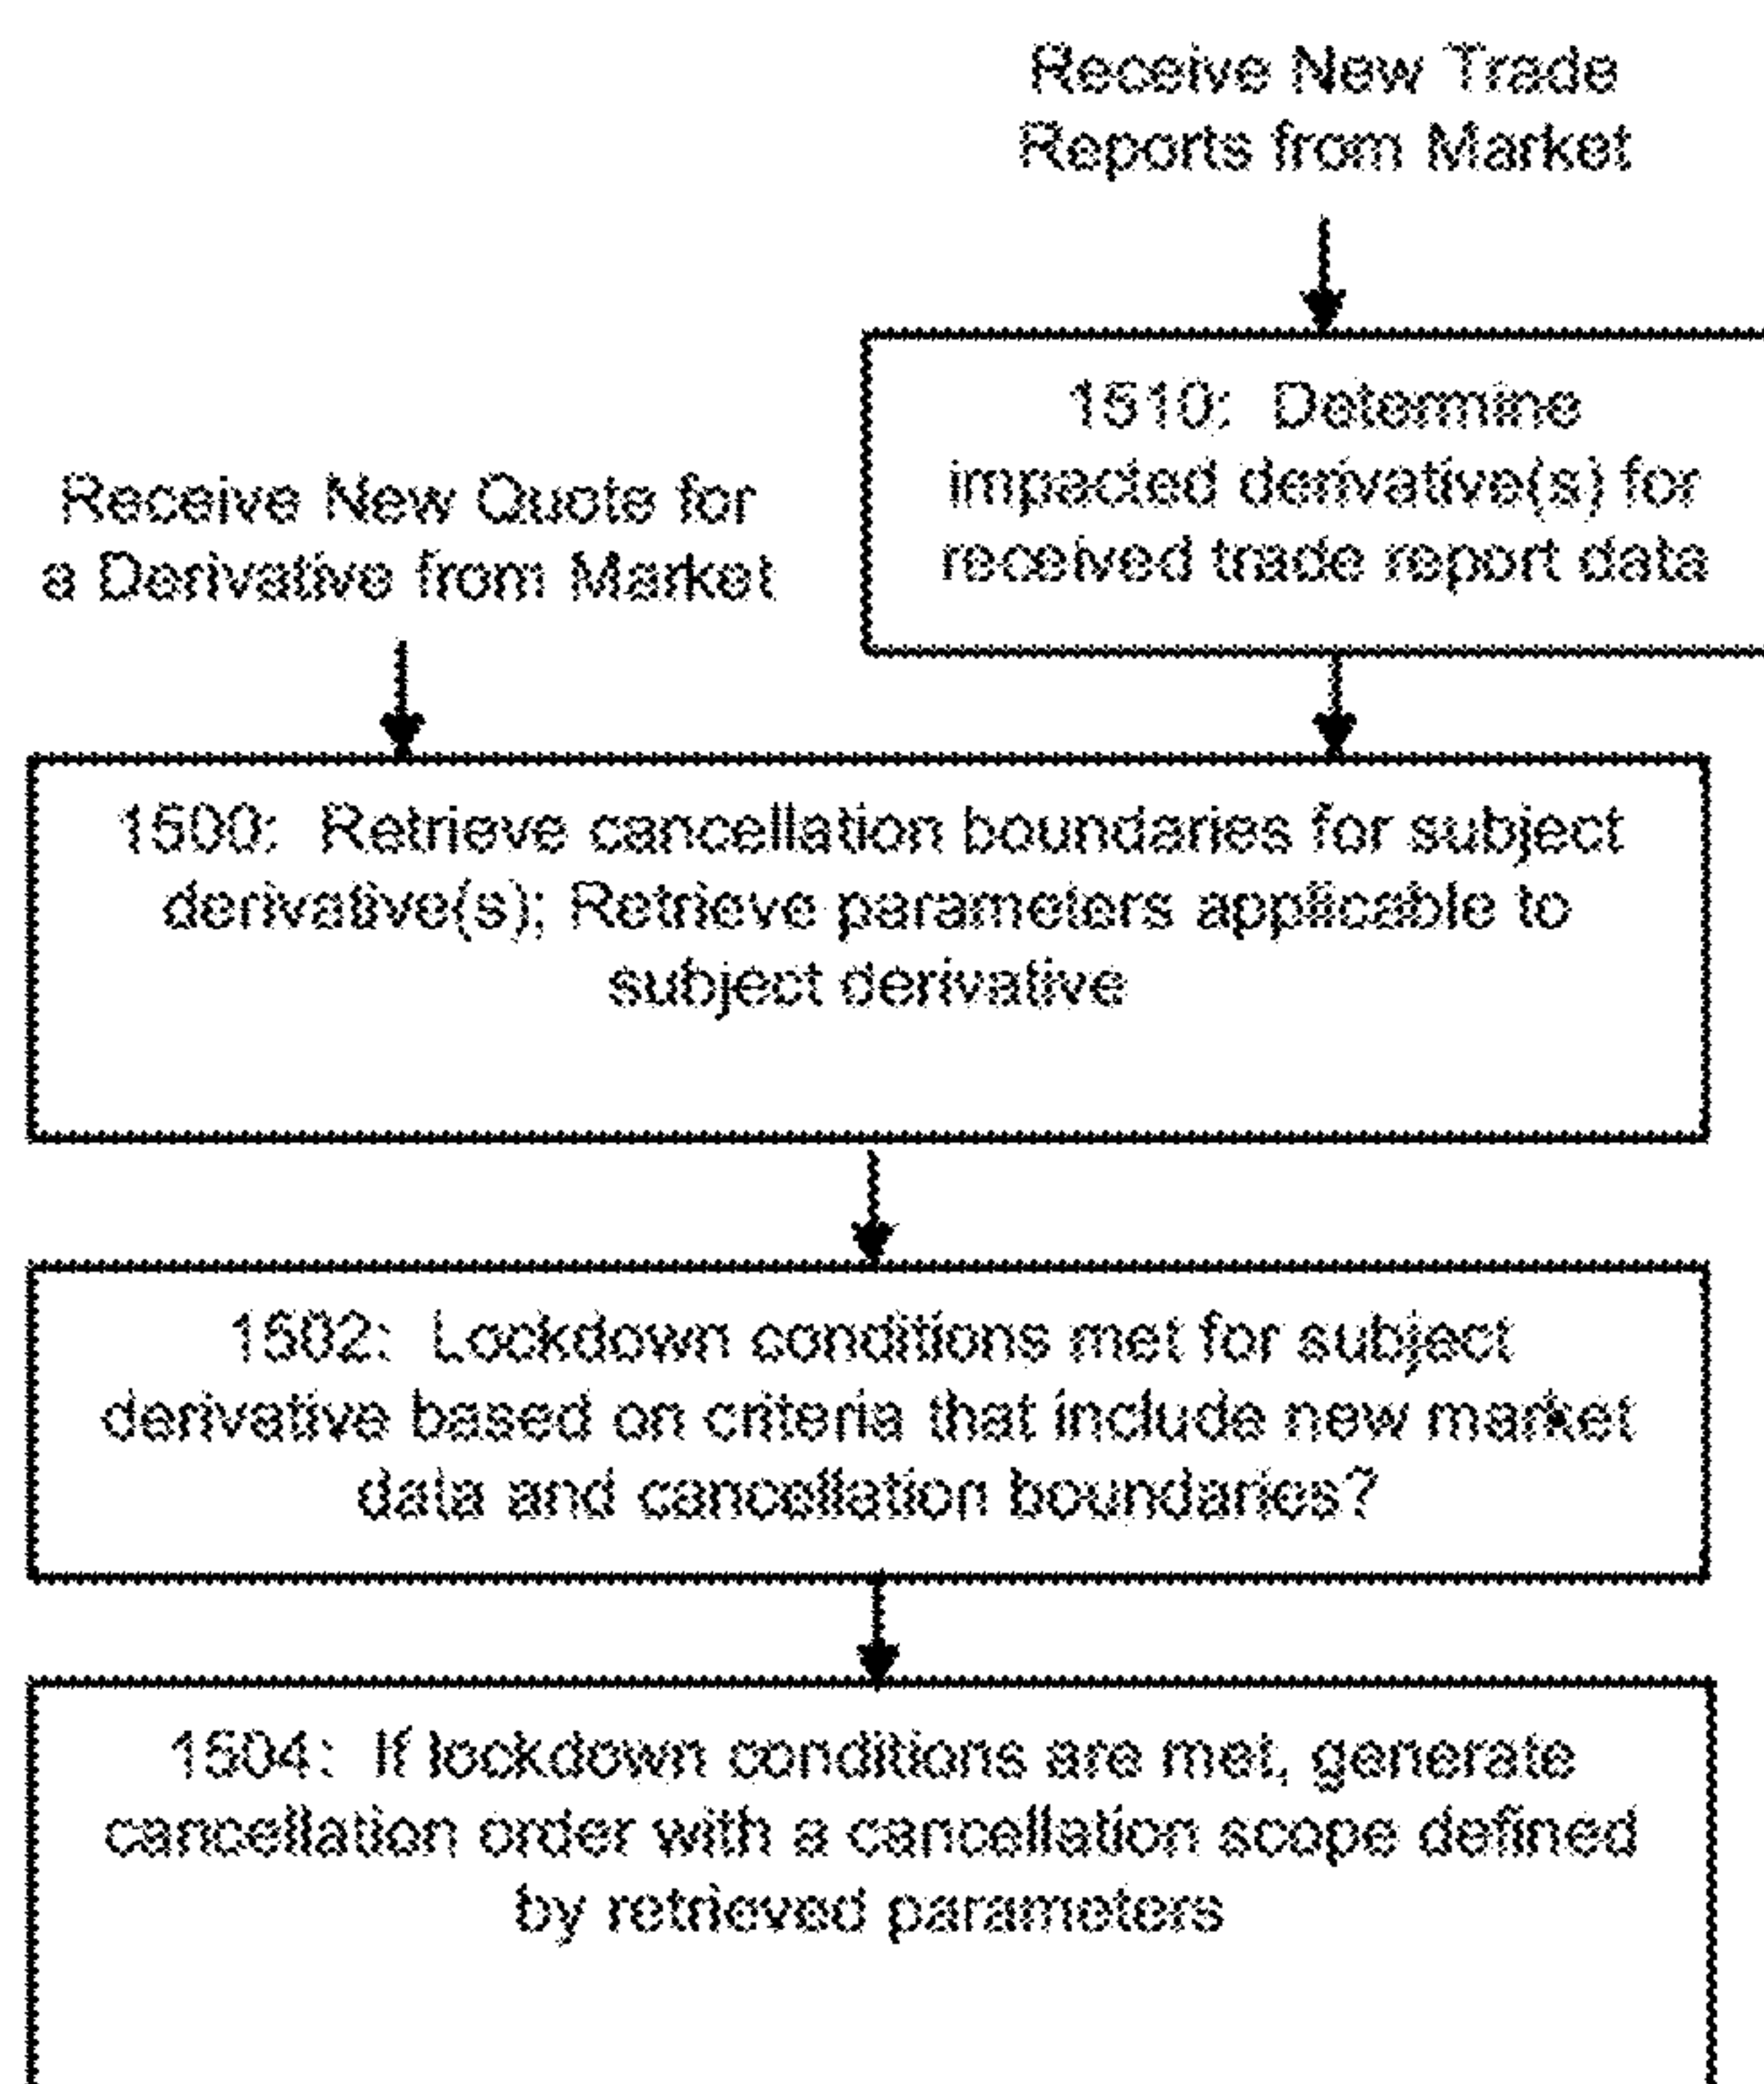 Receive New Trade
Reports from Market
1510: Determine
impacted derivative(s) for
received trade report data
Receive New Quote for
a Derivative from Market
1500: Retrieve cancellation boundaries for subject
derivative(s); Retrieve parameters applicable to
subject derivative
1502: Lockdown conditions met for subject
derivative based on criteria that include new market
data and cancellation boundaries?
1504: If lockdown conditions are met, generate
cancellation order with a cancellation scope defined
by retrieved parameters